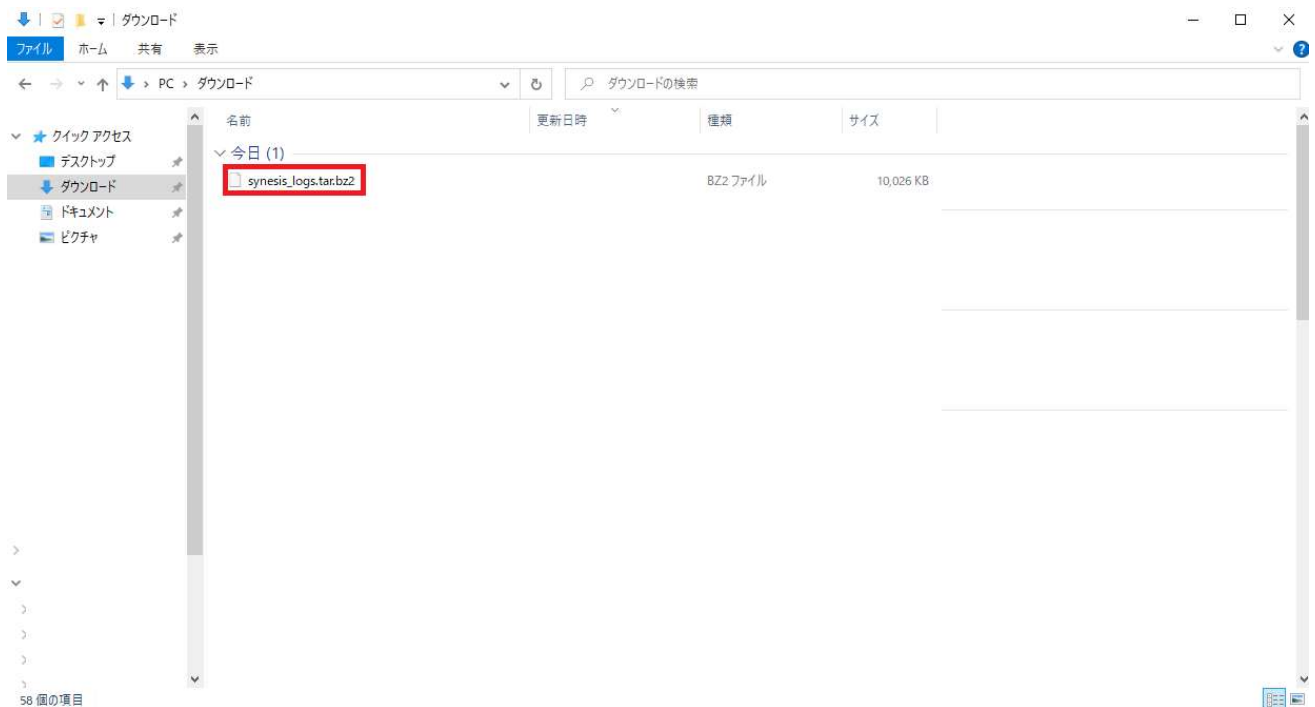 ダウンロード
ファイル ホーム 共有 表示
PC ダウンロード ダウンロードの検索
名前 更新日時 種類 サイズ
クイック アクセス
今日 (1)
デスクトップ
synesis_logs.tar.bz2 BZ2 ファイル 10,026 KB
ダウンロード
ドキュメント
ピクチャ
58 個の項目